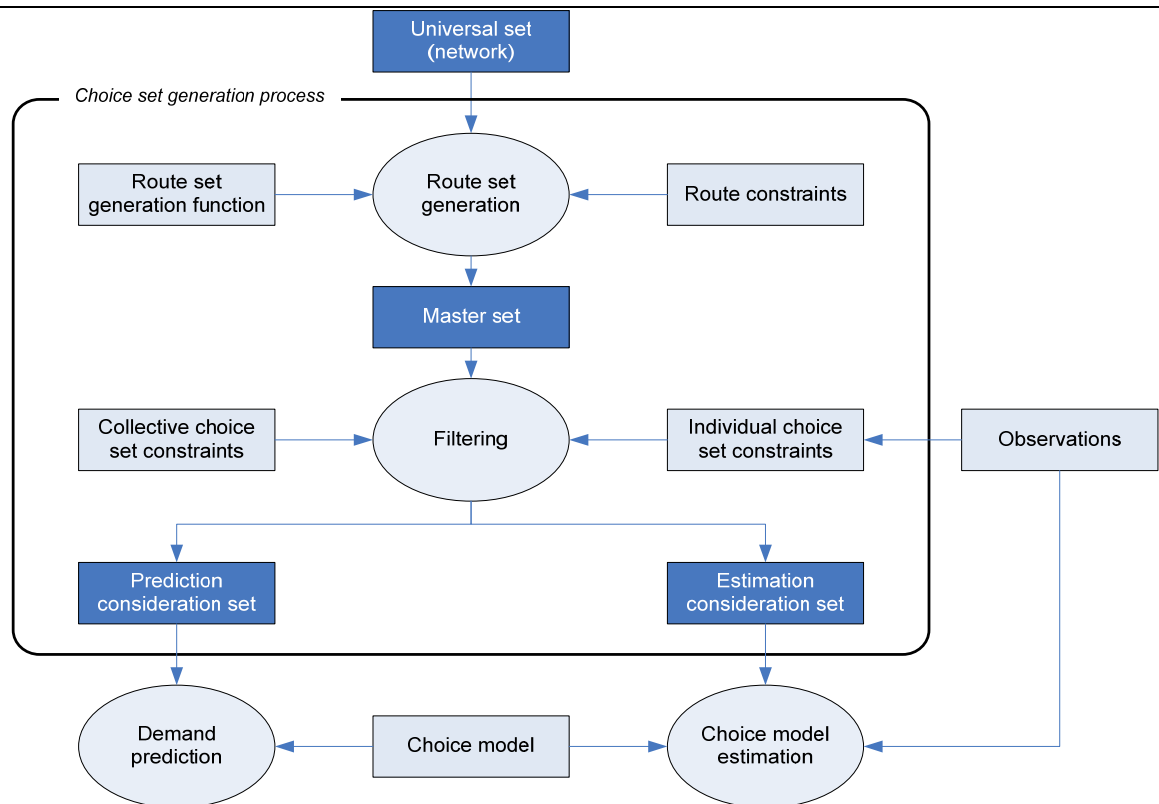 Universal set
(network)
Choice set generation process
Route set
generation function
Route set
generation
Route constraints
Master set
Collective choice
set constraints
Filtering
Individual choice
set constraints
Observations
Prediction
consideration set
Estimation
consideration set
Demand
prediction
Choice model
Choice model
estimation